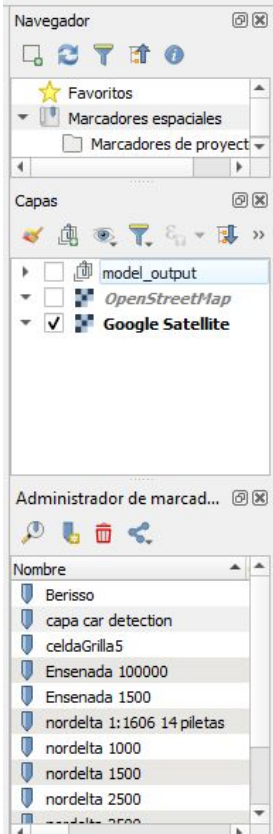 Navegador
Favoritos
Marcadores espaciales
Marcadores de proyect
Capas
»
model_output
OpenStreetMap
Google Satellite
Administrador de marcad...
Nombre
Berisso
capa car detection
celdaGrilla5
Ensenada 100000
Ensenada 1500
nordelta 1:1606 14 piletas
nordelta 1000
nordelta 1500
nordelta 2500